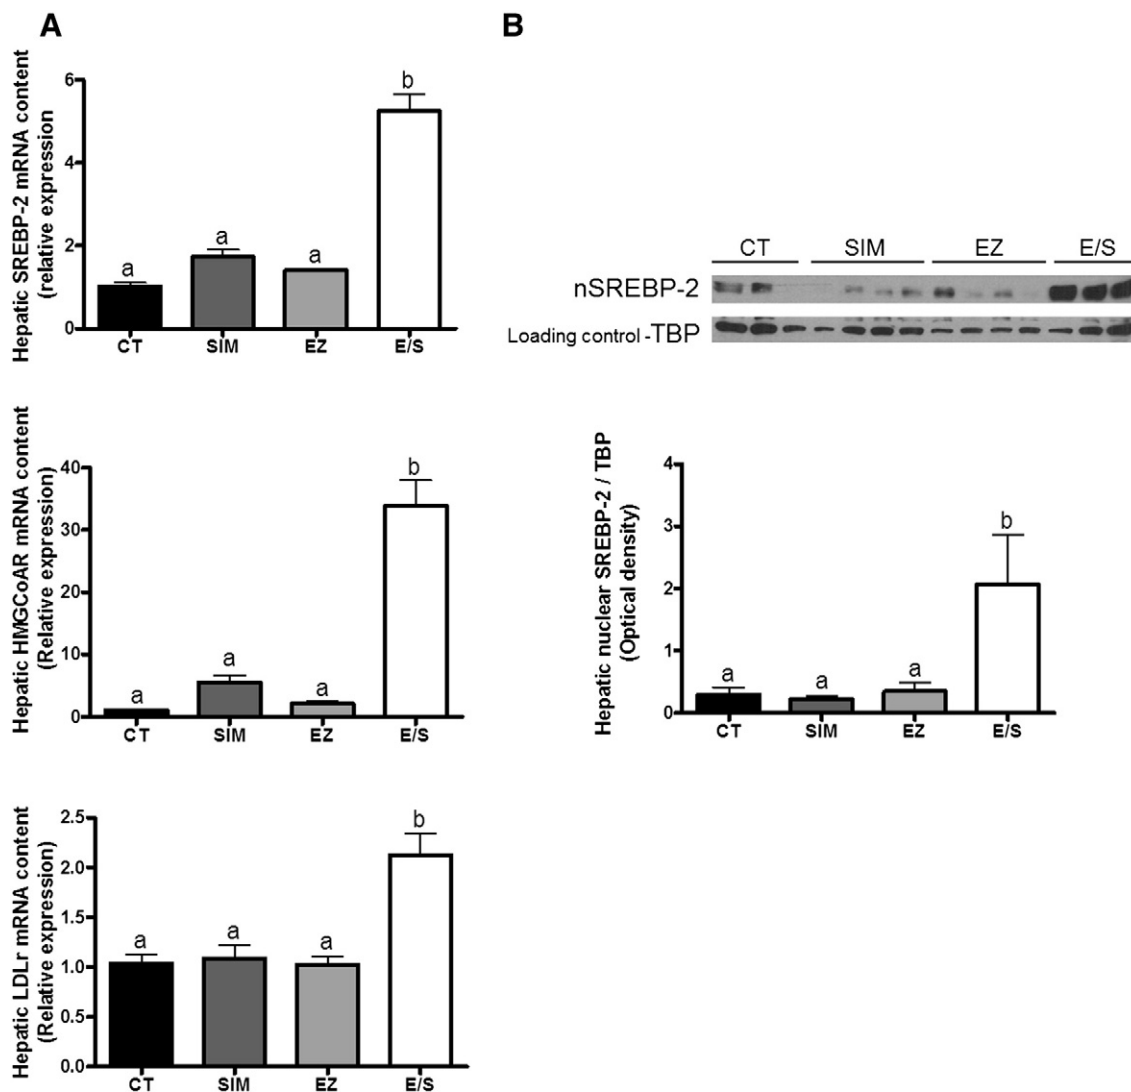 A
Hepatic SREBP-2 mRNA content
(relative expression)
6
4
2
0
a
a
a
b
CT SIM EZ E/S
Hepatic HMGCoAR mRNA content
(Relative expression)
40
30
20
10
0
a
a
a
b
CT SIM EZ E/S
Hepatic LDLr mRNA content
(Relative expression)
2.5
2.0
1.5
1.0
0.5
0.0
a
a
a
b
CT SIM EZ E/S
B
CT SIM EZ E/S
nSREBP-2
Loading control -TBP
Hepatic nuclear SREBP-2 / TBP
(Optical density)
4
3
2
1
0
a
a
a
b
CT SIM EZ E/S